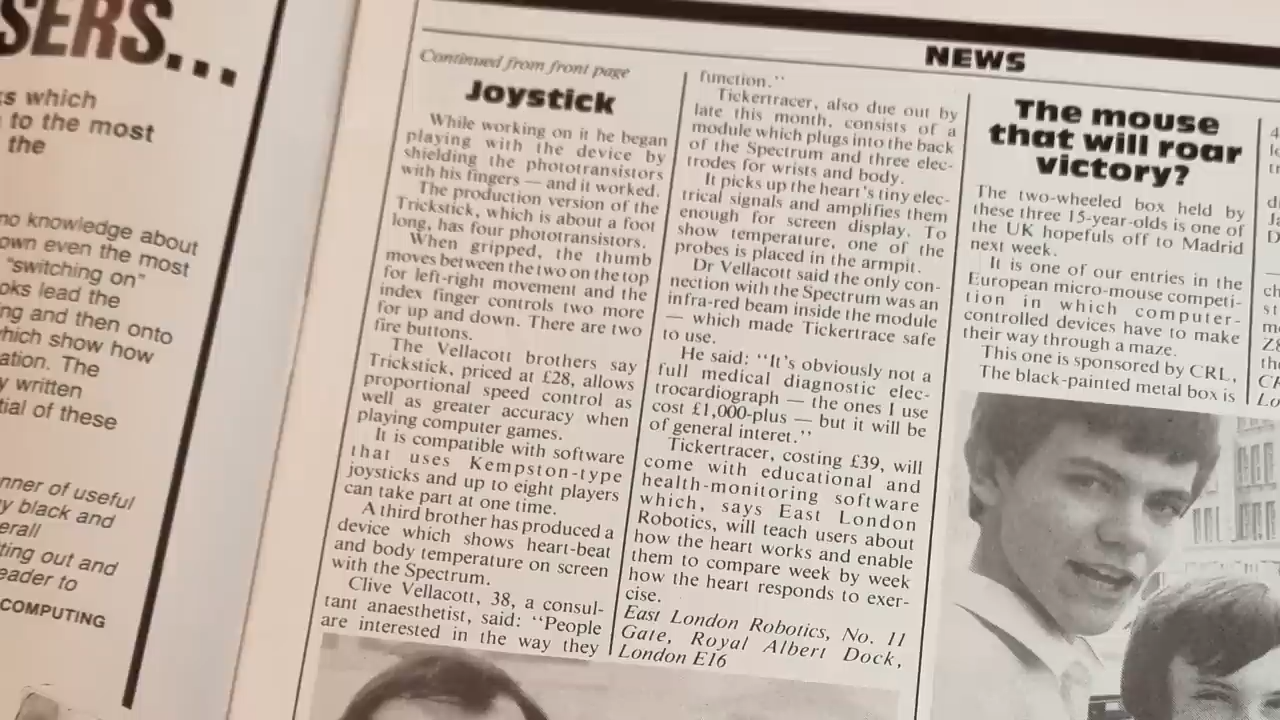 SERS...
which
to the most
the
no knowledge about
own even the most
"switching on"
oks lead the
ng and then onto
which show how
ation. The
written
tial of these
nner of useful
y black and
erall
ting out and
eader to
COMPUTING
NEWS
Continued from front page
Joystick
While working on it he began
playing with the device by
shielding the phototransistors
with his fingers — and it worked.
The production version of the
Trickstick, which is about a foot
long, has four phototransistors.
When gripped, the thumb
moves between the two on the top
for left-right movement and the
index finger controls two more
for up and down. There are two
fire buttons.
The Vellacott brothers say
Trickstick, priced at £28, allows
proportional speed control as
well as greater accuracy when
playing computer games.
It is compatible with software
that uses Kempston-type
joysticks and up to eight players
can take part at one time.
A third brother has produced a
device which shows heart-beat
and body temperature on screen
with the Spectrum.
Clive Vellacott, 38, a consul-
tant anaesthetist, said: “People
are interested in the way they
function.”
Tickertracer, also due out by
late this month, consists of a
module which plugs into the back
of the Spectrum and three elec-
trodes for wrists and body.
It picks up the heart's tiny elec-
trical signals and amplifies them
enough for screen display. To
show temperature, one of the
probes is placed in the armpit.
Dr Vellacott said the only con-
nection with the Spectrum was an
infra-red beam inside the module
— which made Tickertrace safe
to use.
He said: “It's obviously not a
full medical diagnostic elec-
trocardiograph — the ones I use
cost £1,000-plus — but it will be
of general interet.”
Tickertracer, costing £39, will
come with educational and
health-monitoring software
which, says East London
Robotics, will teach users about
how the heart works and enable
them to compare week by week
how the heart responds to exer-
cise.
East London Robotics, No. 11
Gate, Royal Albert Dock,
London E16
The mouse
that will roar
victory?
The two-wheeled box held by
these three 15-year-olds is one of
the UK hopefuls off to Madrid
next week.
It is one of our entries in the
European micro-mouse competi-
tion in which computer-
controlled devices have to make
their way through a maze.
This one is sponsored by CRL,
The black-painted metal box is